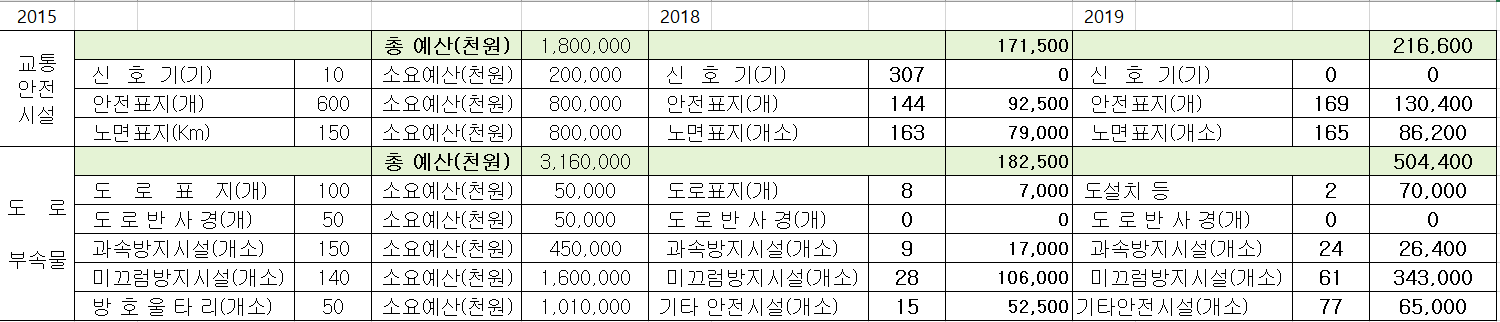 2015 2018 2019
교통 안전 시설
총 예산(천원) 1,800,000 171,500 216,600
신 호 기(기) 10 소요예산(천원) 200,000 신 호 기(기) 307 0 신 호 기(기) 0 0
안전표지(개) 600 소요예산(천원) 800,000 안전표지(개) 144 92,500 안전표지(개) 169 130,400
노면표지(Km) 150 소요예산(천원) 800,000 노면표지(개소) 163 79,000 노면표지(개소) 165 86,200
도 로 부속물
총 예산(천원) 3,160,000 182,500 504,400
도 로 표 지(개) 100 소요예산(천원) 50,000 도로표지(개) 8 7,000 도설치 등 2 70,000
도 로 반 사 경(개) 50 소요예산(천원) 50,000 도 로 반 사 경(개) 0 0 도 로 반 사 경(개) 0 0
과속방지시설(개소) 150 소요예산(천원) 450,000 과속방지시설(개소) 9 17,000 과속방지시설(개소) 24 26,400
미끄럼방지시설(개소) 140 소요예산(천원) 1,600,000 미끄럼방지시설(개소) 28 106,000 미끄럼방지시설(개소) 61 343,000
방 호 울 타 리(개소) 50 소요예산(천원) 1,010,000 기타 안전시설(개소) 15 52,500 기타안전시설(개소) 77 65,000